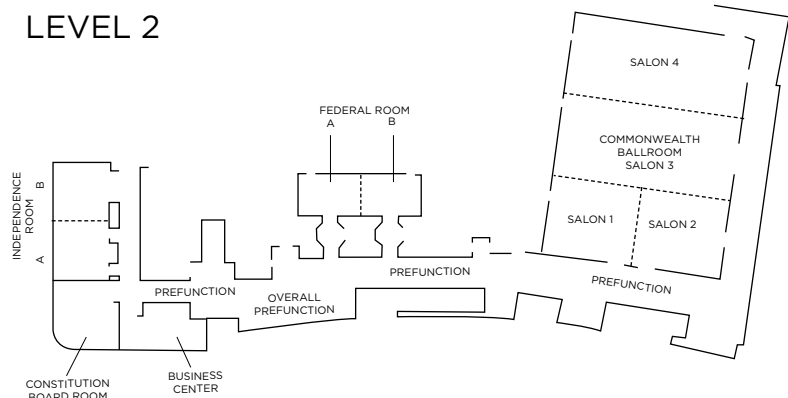 LEVEL 2
SALON 4
FEDERAL ROOM
A
B
COMMONWEALTH
BALLROOM
SALON 3
INDEPENDENCE
ROOM
A
B
SALON 1
SALON 2
PREFUNCTION
PREFUNCTION
PREFUNCTION
OVERALL
PREFUNCTION
CONSTITUTION
BOARD ROOM
BUSINESS
CENTER